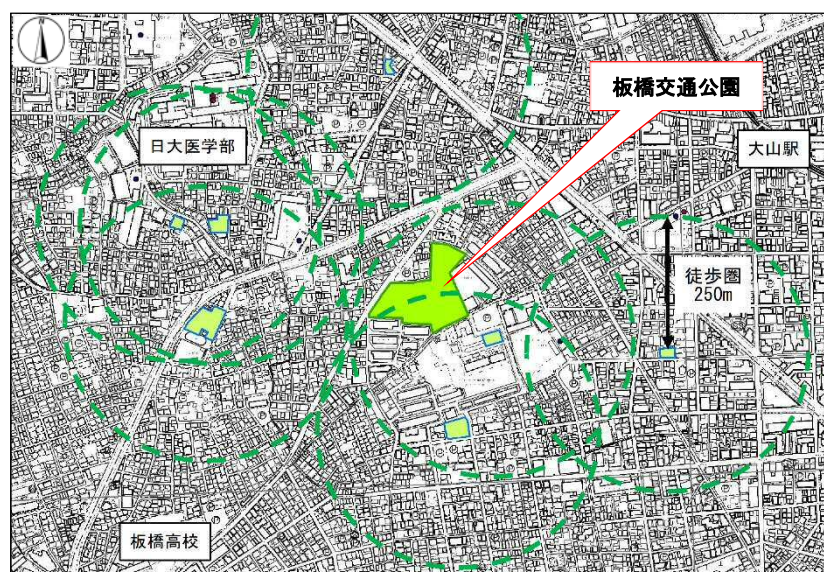 板橋交通公園
日大医学部
大山駅
徒歩圏
250m
板橋高校